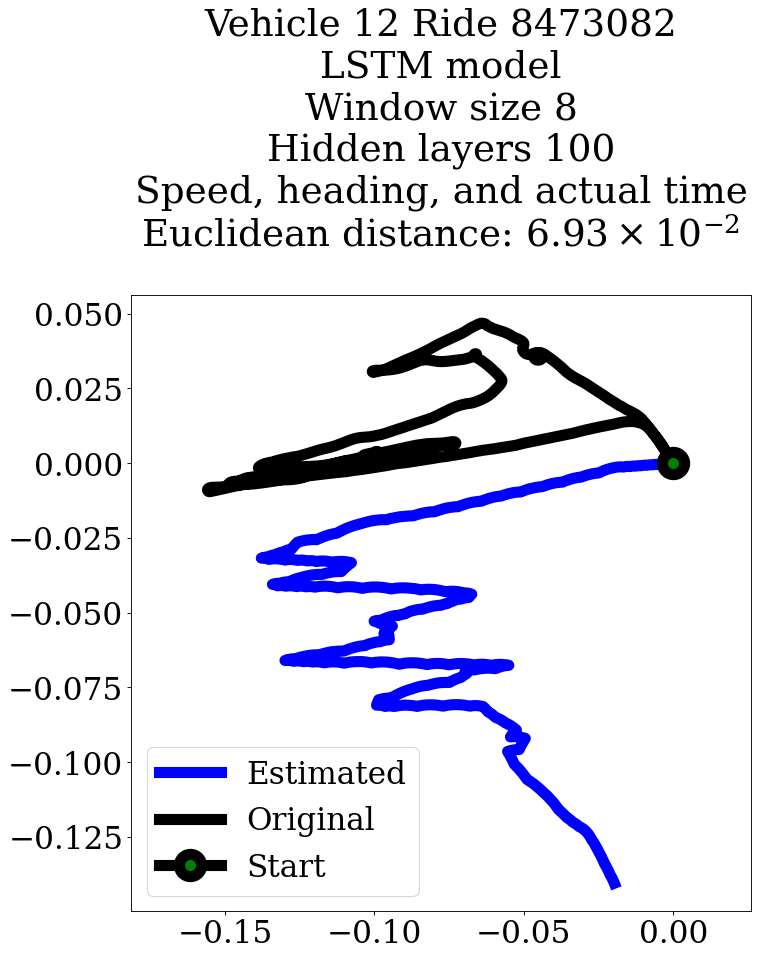 Vehicle 12 Ride 8473082
LSTM model
Window size 8
Hidden layers 100
Speed, heading, and actual time
Euclidean distance: 6.93 × 10⁻²
0.050
0.025
0.000
−0.025
−0.050
−0.075
−0.100
−0.125
Estimated
Original
Start
−0.15 −0.10 −0.05 0.00